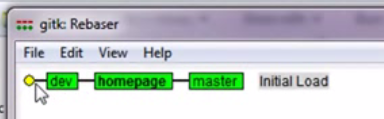 gitk: Rebaser
File Edit View Help
dev homepage master Initial Load